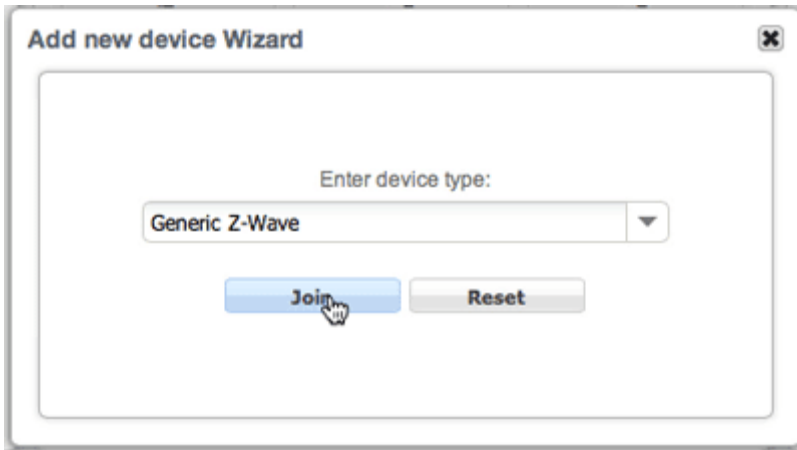 Add new device Wizard
Enter device type:
Generic Z-Wave
Join Reset